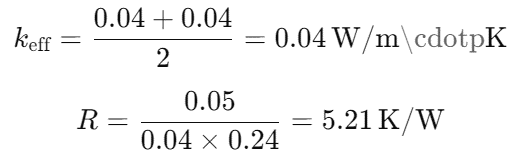 k_eff = (0.04 + 0.04) / 2 = 0.04 W/m\cdotpK
R = 0.05 / (0.04 × 0.24) = 5.21 K/W